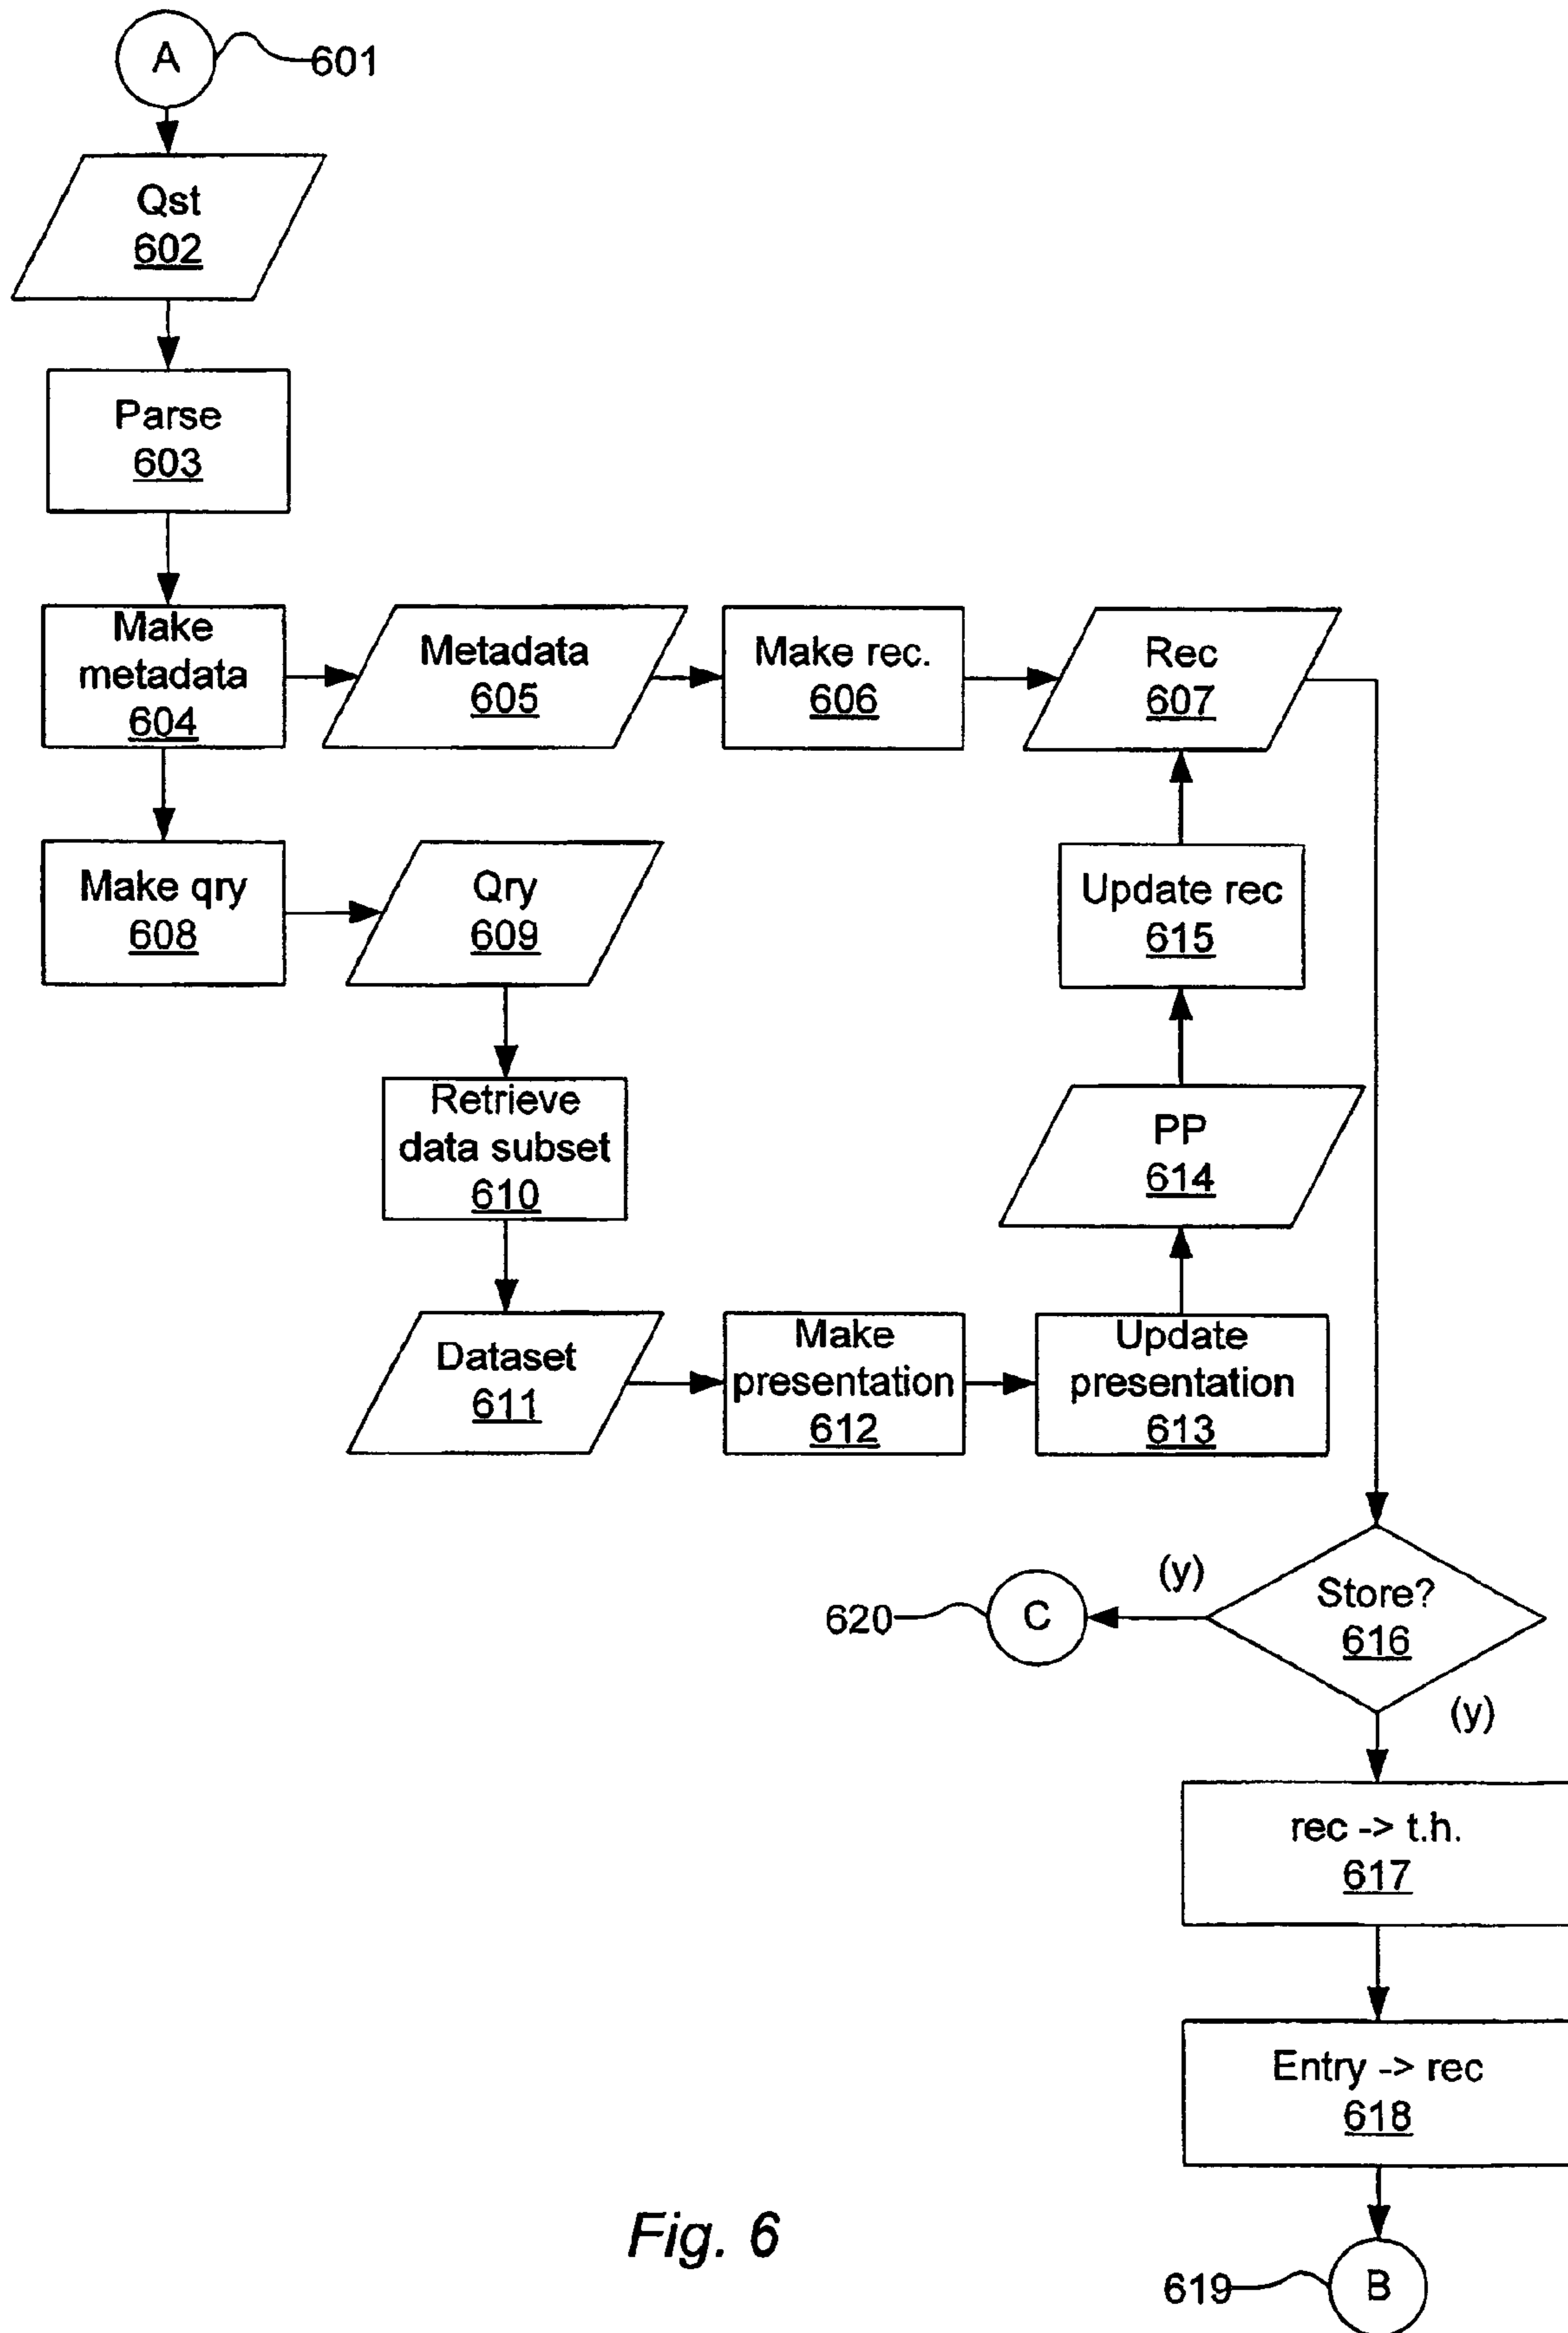 A
601
Qst
602
Parse
603
Make
metadata
604
Metadata
605
Make rec.
606
Rec
607
Make qry
608
Qry
609
Update rec
615
Retrieve
data subset
610
PP
614
Dataset
611
Make
presentation
612
Update
presentation
613
(y)
Store?
616
620
C
(y)
rec -> t.h.
617
Entry -> rec
618
Fig. 6
619
B